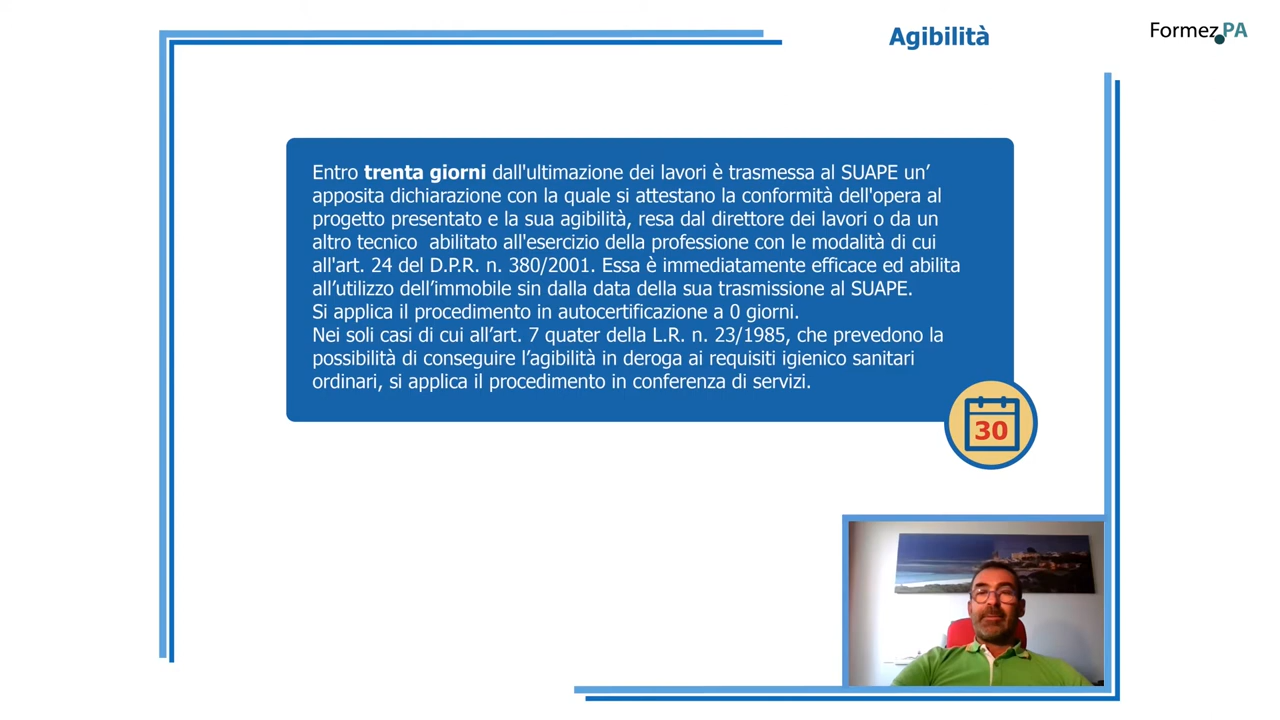 Agibilità
Formez PA
Entro trenta giorni dall'ultimazione dei lavori è trasmessa al SUAPE un’
apposita dichiarazione con la quale si attestano la conformità dell'opera al
progetto presentato e la sua agibilità, resa dal direttore dei lavori o da un
altro tecnico  abilitato all'esercizio della professione con le modalità di cui
all'art. 24 del D.P.R. n. 380/2001. Essa è immediatamente efficace ed abilita
all’utilizzo dell’immobile sin dalla data della sua trasmissione al SUAPE.
Si applica il procedimento in autocertificazione a 0 giorni.
Nei soli casi di cui all’art. 7 quater della L.R. n. 23/1985, che prevedono la
possibilità di conseguire l’agibilità in deroga ai requisiti igienico sanitari
ordinari, si applica il procedimento in conferenza di servizi.
30